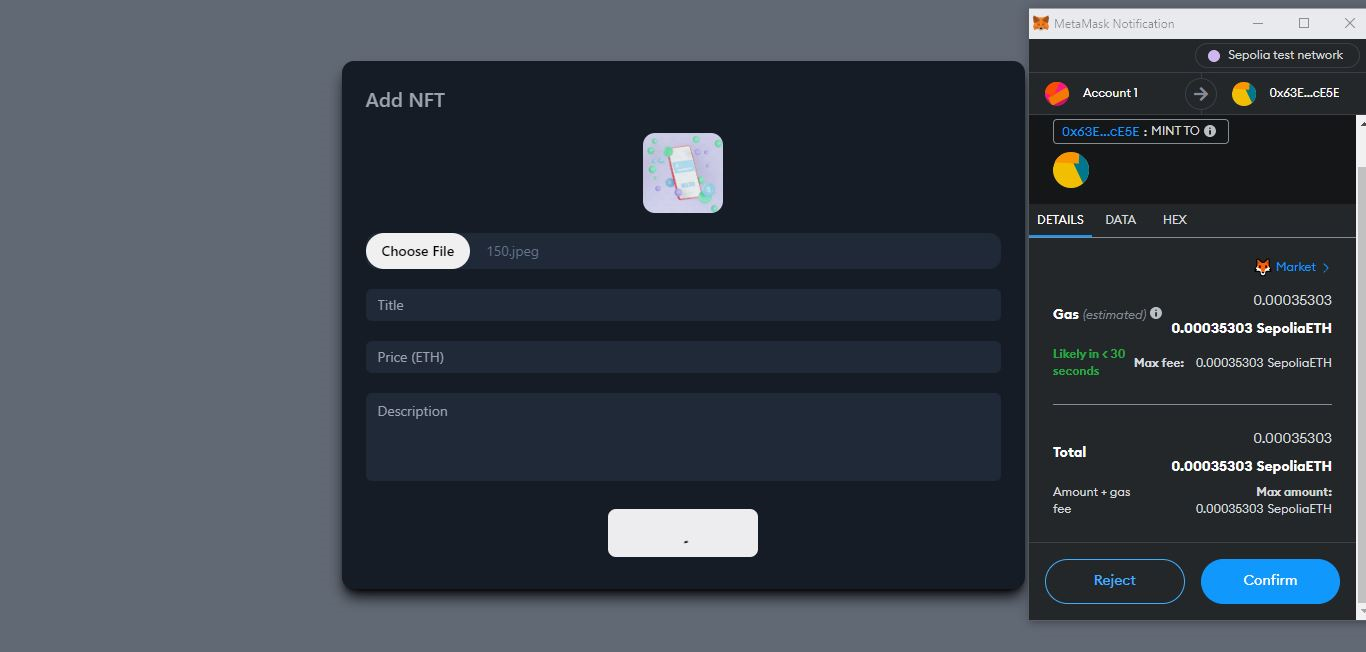 MetaMask Notification
Sepolia test network
Account 1
0x63E...cE5E
0x63E...cE5E : MINT TO
DETAILS DATA HEX
Market
0.00035303
Gas (estimated)
0.00035303 SepoliaETH
Likely in < 30 seconds
Max fee: 0.00035303 SepoliaETH
0.00035303
Total
0.00035303 SepoliaETH
Amount + gas fee
Max amount:
0.00035303 SepoliaETH
Reject Confirm
Add NFT
Choose File 150.jpeg
Title
Price (ETH)
Description